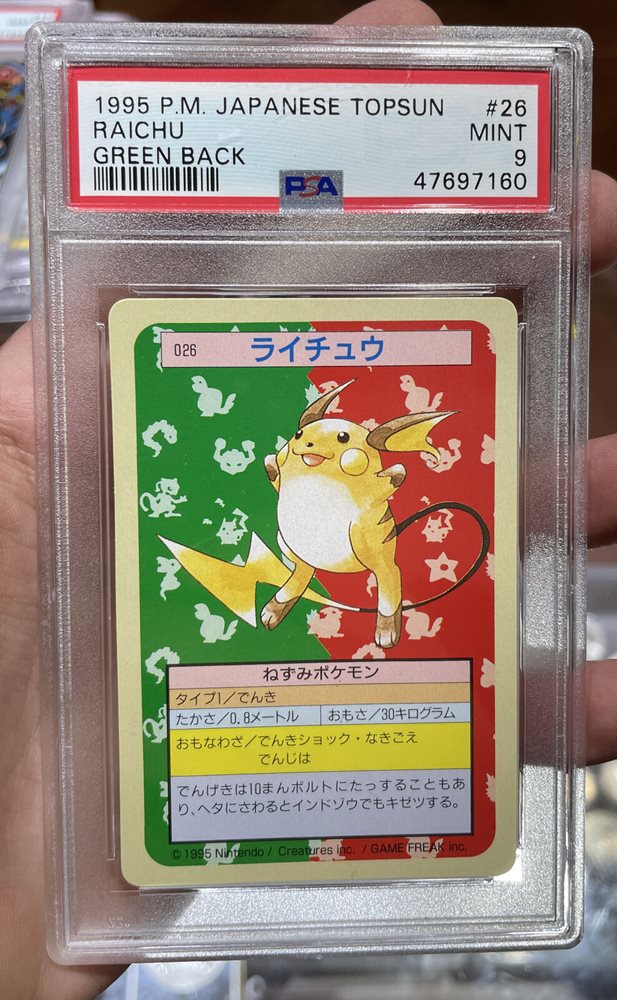 1995 P.M. JAPANESE TOPSUN #26
RAICHU MINT
GREEN BACK 9
PSA 47697160
026 ライチュウ
ねずみポケモン
タイプ1/でんき
たかさ/0.8メートル おもさ/30キログラム
おもなわざ/でんきショック・なきごえ
でんじは
でんげきは10まんボルトにたっすることもあ
り、ヘタにさわるとインドゾウでもキゼツする。
© 1995 Nintendo / Creatures inc. / GAME FREAK inc.